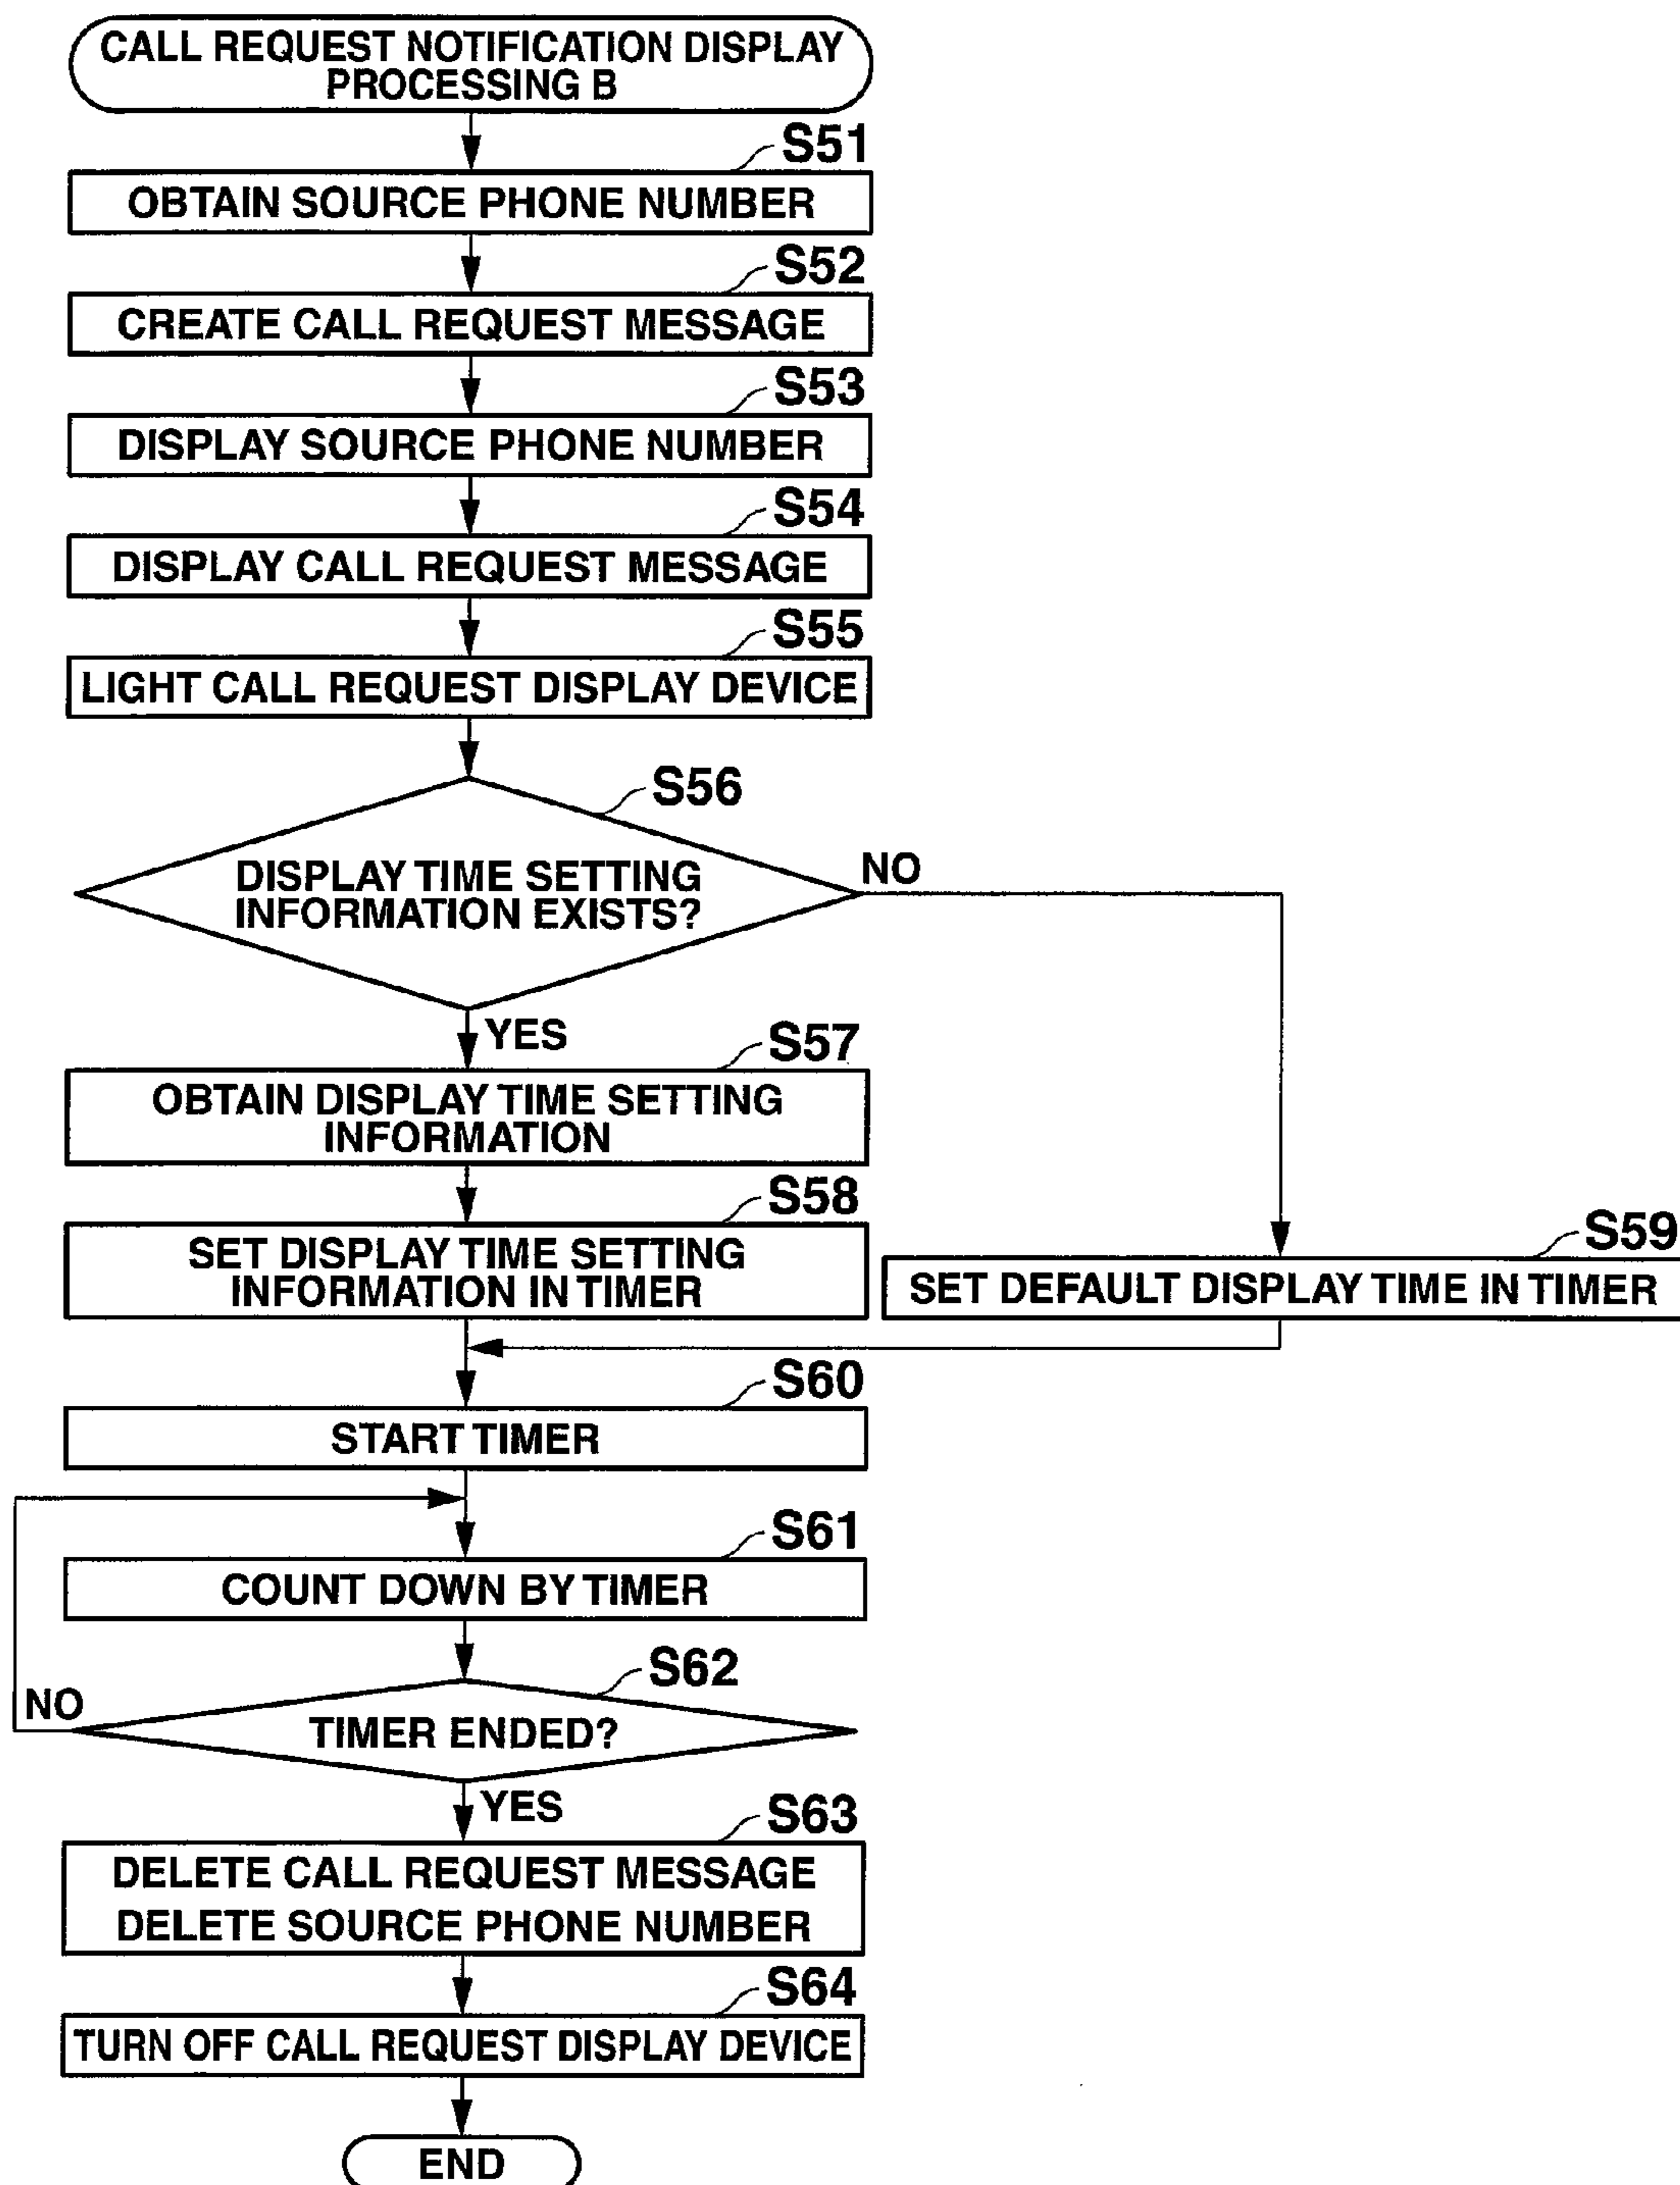 CALL REQUEST NOTIFICATION DISPLAY
PROCESSING B
S51
OBTAIN SOURCE PHONE NUMBER
S52
CREATE CALL REQUEST MESSAGE
S53
DISPLAY SOURCE PHONE NUMBER
S54
DISPLAY CALL REQUEST MESSAGE
S55
LIGHT CALL REQUEST DISPLAY DEVICE
S56
DISPLAY TIME SETTING
INFORMATION EXISTS?
NO
YES
S57
OBTAIN DISPLAY TIME SETTING
INFORMATION
S58
SET DISPLAY TIME SETTING
INFORMATION IN TIMER
S59
SET DEFAULT DISPLAY TIME IN TIMER
S60
START TIMER
S61
COUNT DOWN BY TIMER
S62
TIMER ENDED?
NO
YES
S63
DELETE CALL REQUEST MESSAGE
DELETE SOURCE PHONE NUMBER
S64
TURN OFF CALL REQUEST DISPLAY DEVICE
END